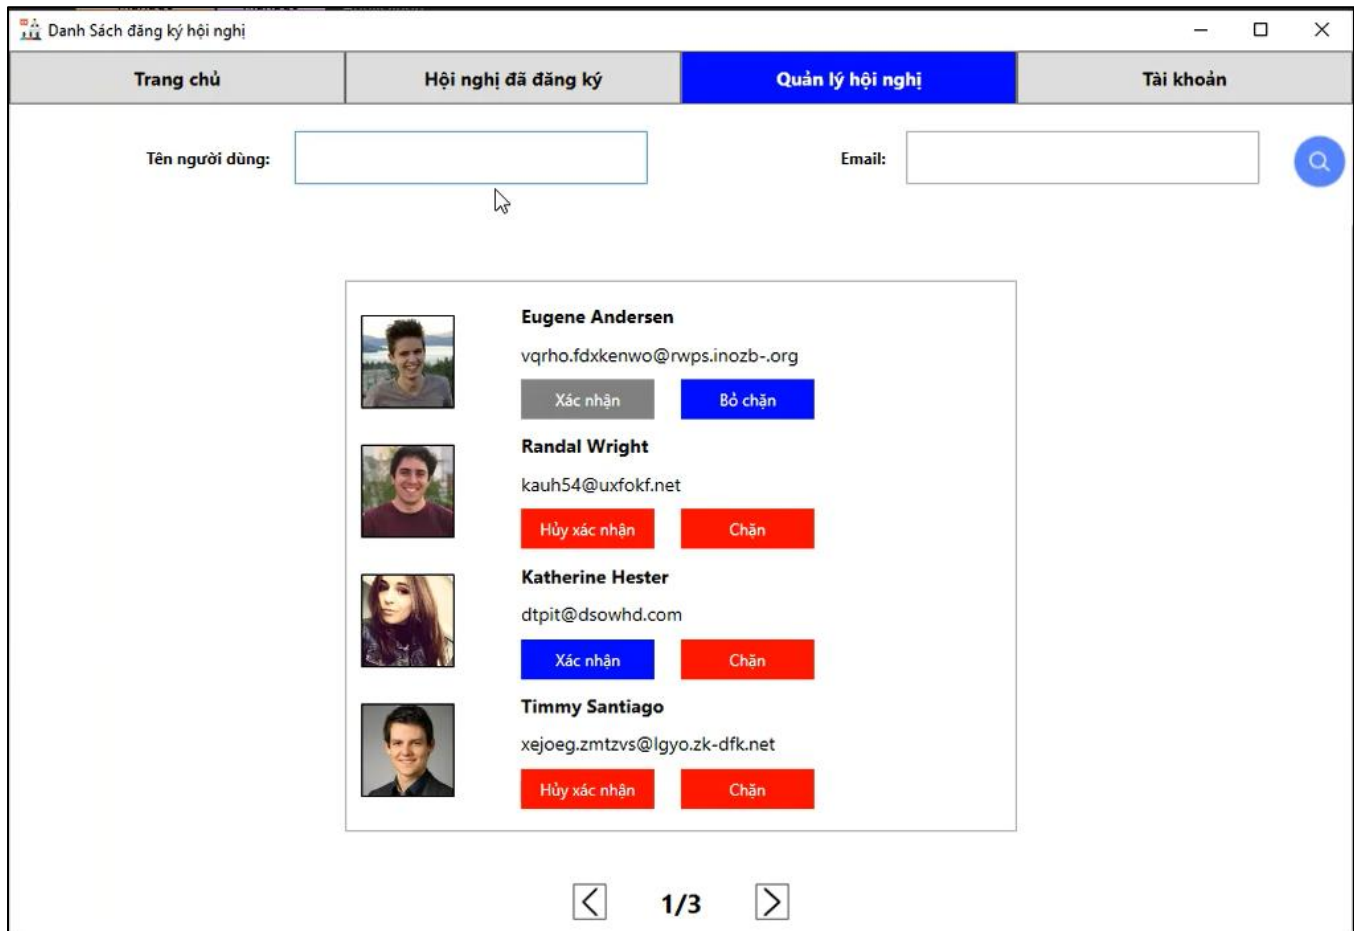 Danh Sách đăng ký hội nghị
Trang chủ Hội nghị đã đăng ký Quản lý hội nghị Tài khoản
Tên người dùng: Email:
Eugene Andersen
vqrho.fdxkenwo@rwps.inozb-.org
Xác nhận Bỏ chặn
Randal Wright
kauh54@uxfokf.net
Hủy xác nhận Chặn
Katherine Hester
dtpit@dsowhd.com
Xác nhận Chặn
Timmy Santiago
xejoeg.zmtzvs@lgyo.zk-dfk.net
Hủy xác nhận Chặn
1/3